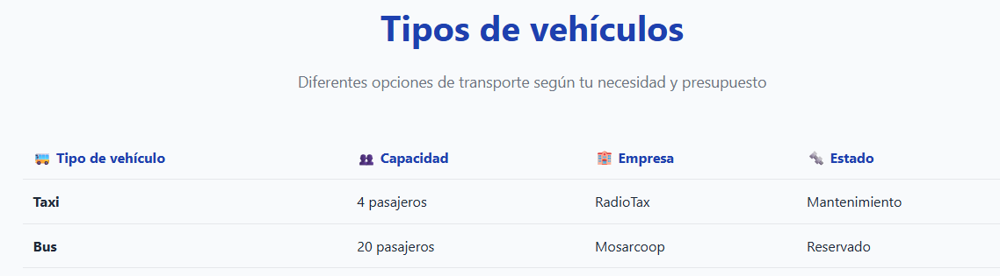 Tipos de vehículos
Diferentes opciones de transporte según tu necesidad y presupuesto
Tipo de vehículo Capacidad Empresa Estado
Taxi 4 pasajeros RadioTax Mantenimiento
Bus 20 pasajeros Mosarcoop Reservado